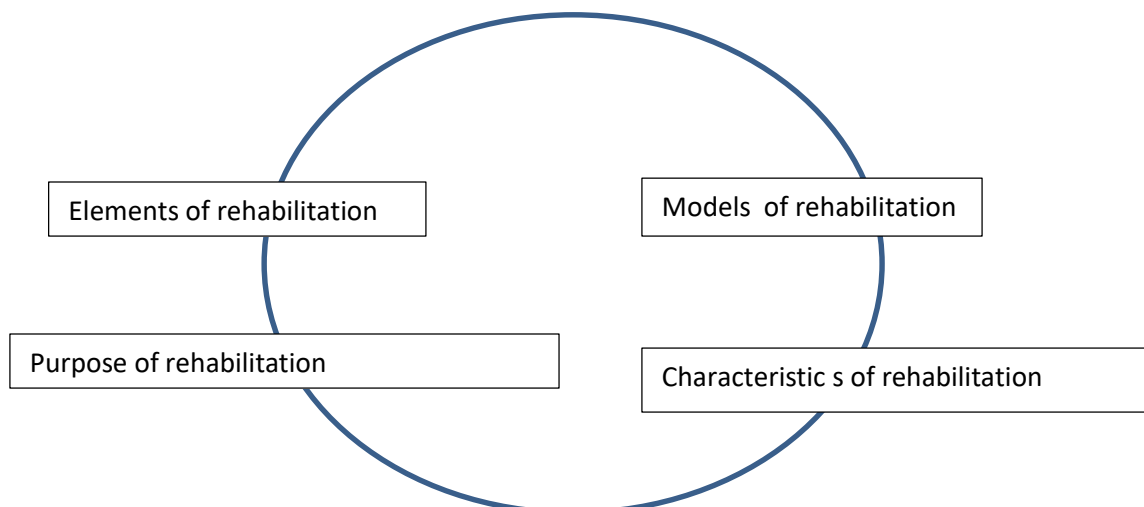 Elements of rehabilitation
Models  of rehabilitation
Purpose of rehabilitation
Characteristic s of rehabilitation